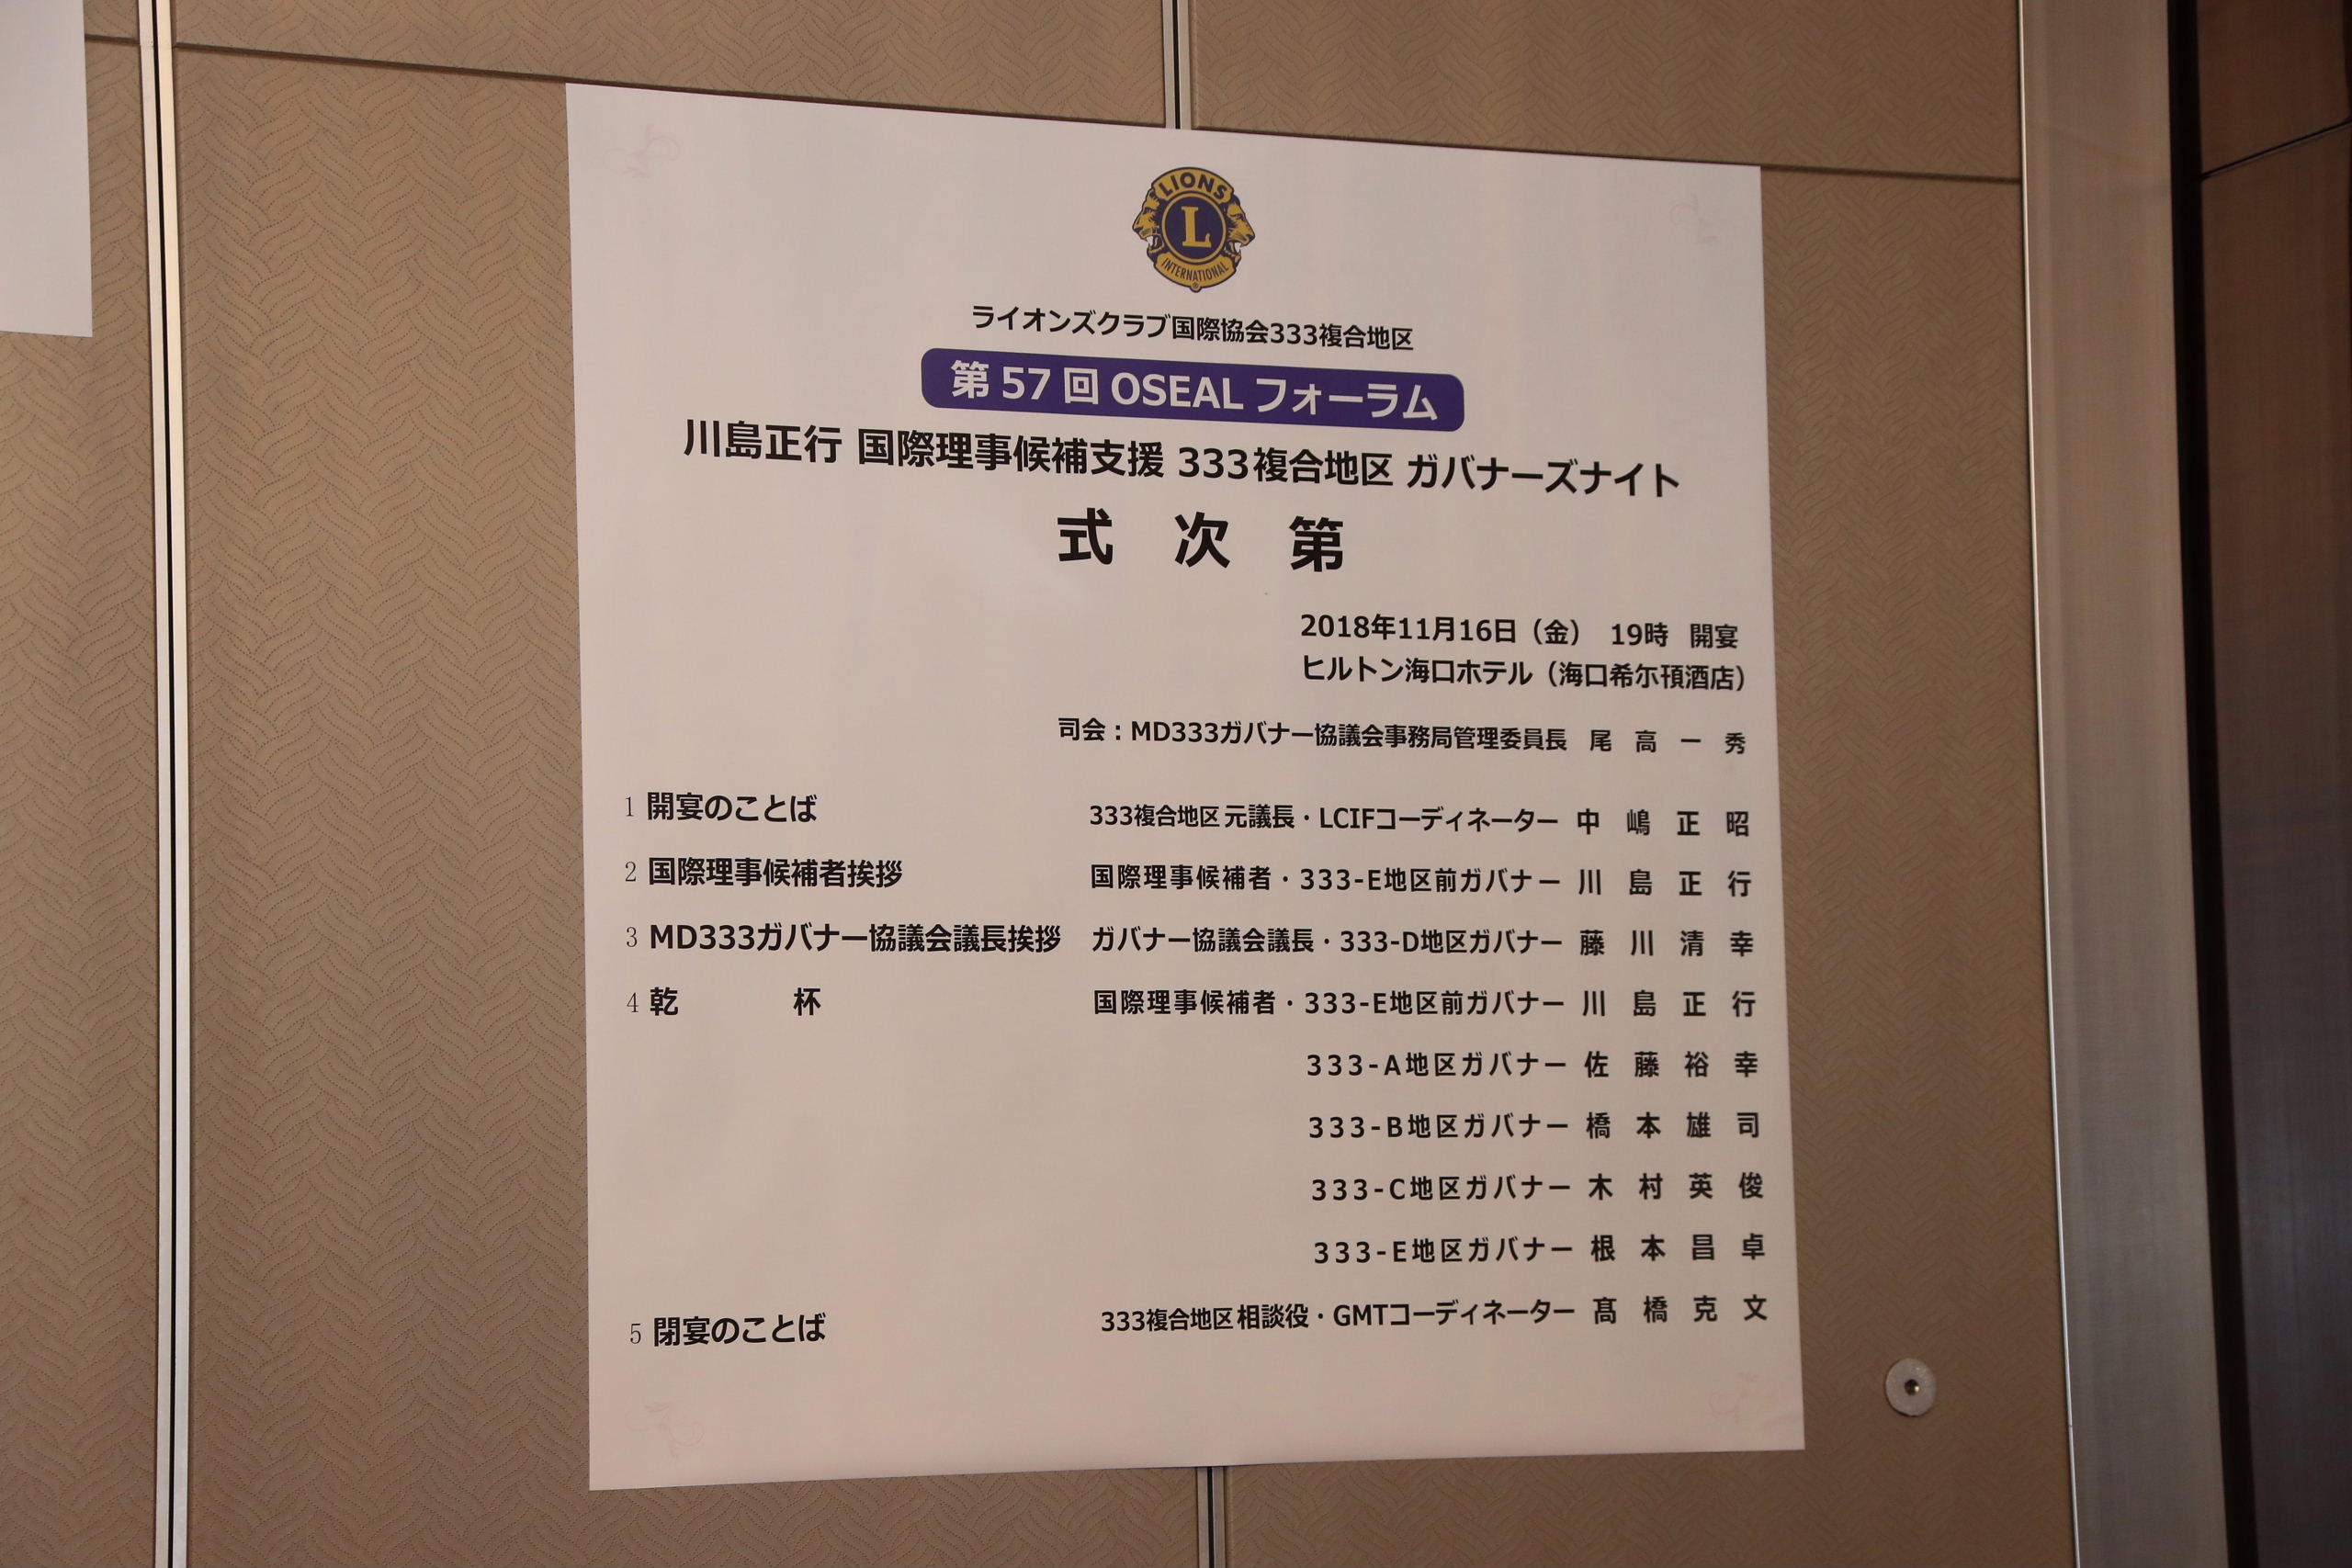 LIONS
L
INTERNATIONAL
®
ライオンズクラブ国際協会333複合地区
第 57 回 OSEAL フォーラム
川島正行 国際理事候補支援 333複合地区 ガバナーズナイト
式 次 第
2018年11月16日（金） 19時 開宴
ヒルトン海口ホテル（海口希尔頓酒店）
司会：MD333ガバナー協議会事務局管理委員長 尾 高 一 秀
1 開宴のことば 333複合地区 元議長・LCIFコーディネーター 中 嶋 正 昭
2 国際理事候補者挨拶 国際理事候補者・333-E地区前ガバナー 川 島 正 行
3 MD333ガバナー協議会議長挨拶 ガバナー協議会議長・333-D地区ガバナー 藤 川 清 幸
4 乾 杯 国際理事候補者・333-E地区前ガバナー 川 島 正 行
333-A地区ガバナー 佐 藤 裕 幸
333-B地区ガバナー 橋 本 雄 司
333-C地区ガバナー 木 村 英 俊
333-E地区ガバナー 根 本 昌 卓
5 閉宴のことば 333複合地区 相談役・GMTコーディネーター 髙 橋 克 文